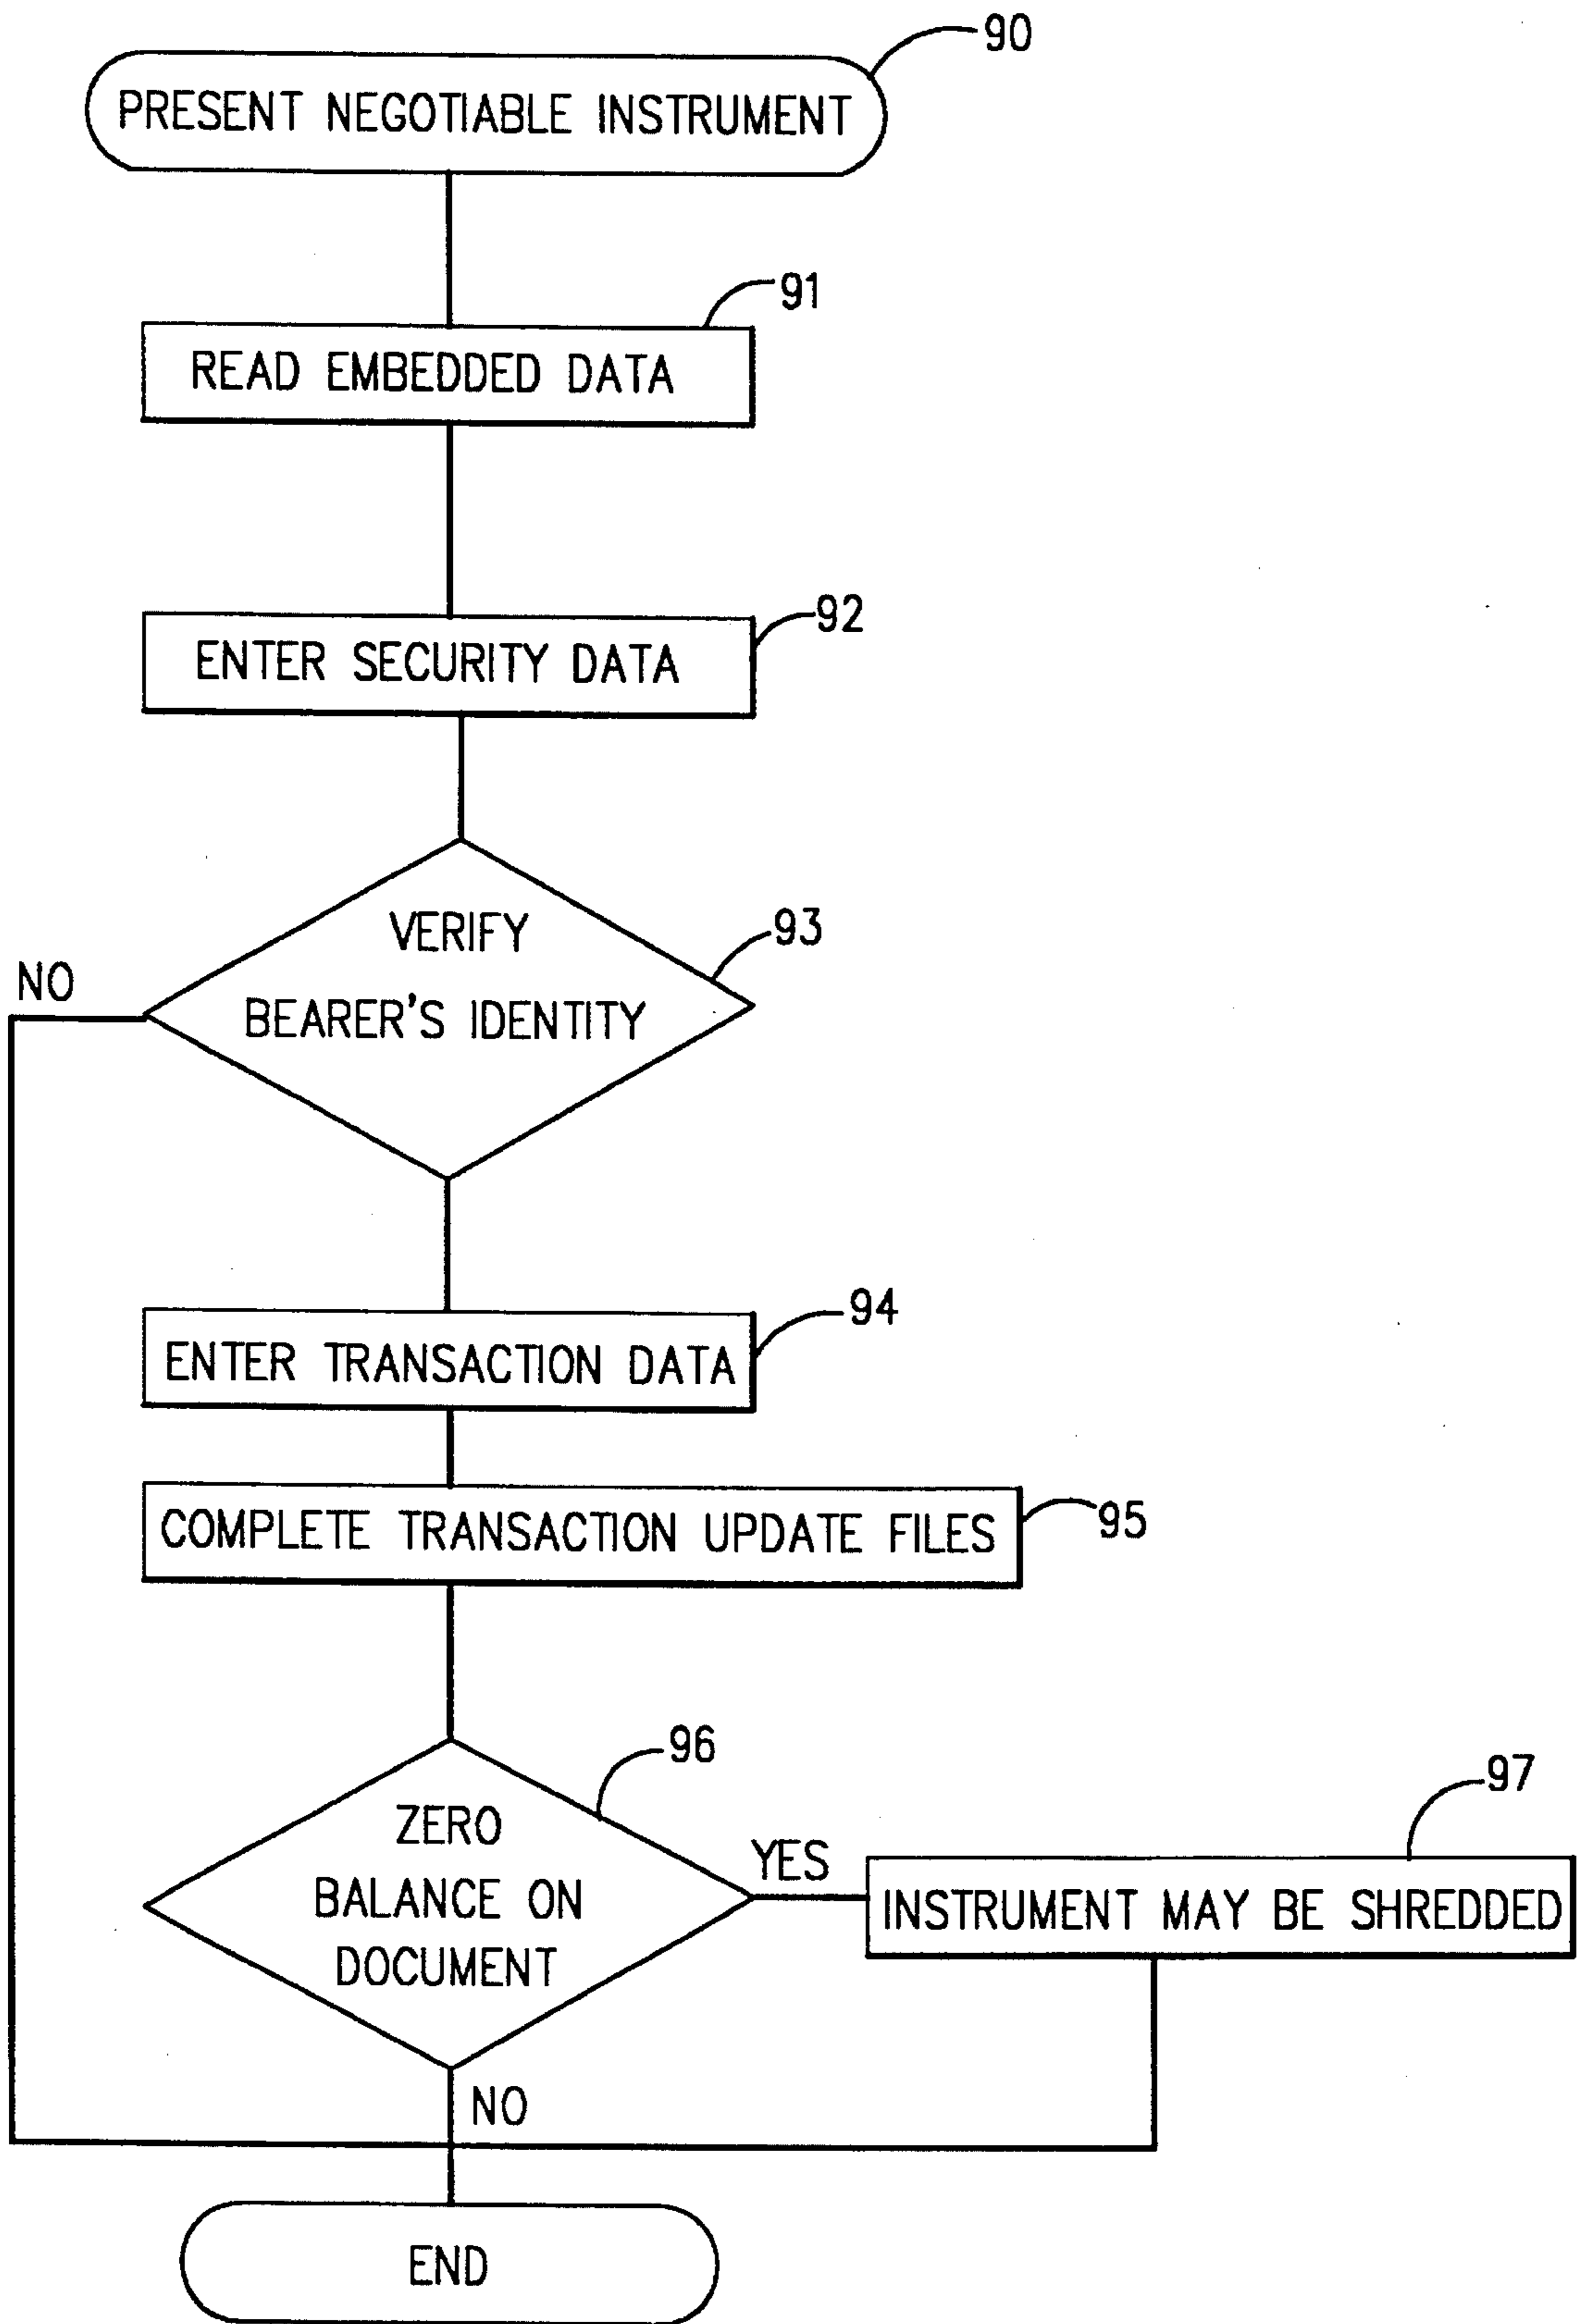 90
PRESENT NEGOTIABLE INSTRUMENT
91
READ EMBEDDED DATA
92
ENTER SECURITY DATA
93
VERIFY
BEARER'S IDENTITY
NO
94
ENTER TRANSACTION DATA
95
COMPLETE TRANSACTION UPDATE FILES
96
ZERO
BALANCE ON
DOCUMENT
YES
97
INSTRUMENT MAY BE SHREDDED
NO
END